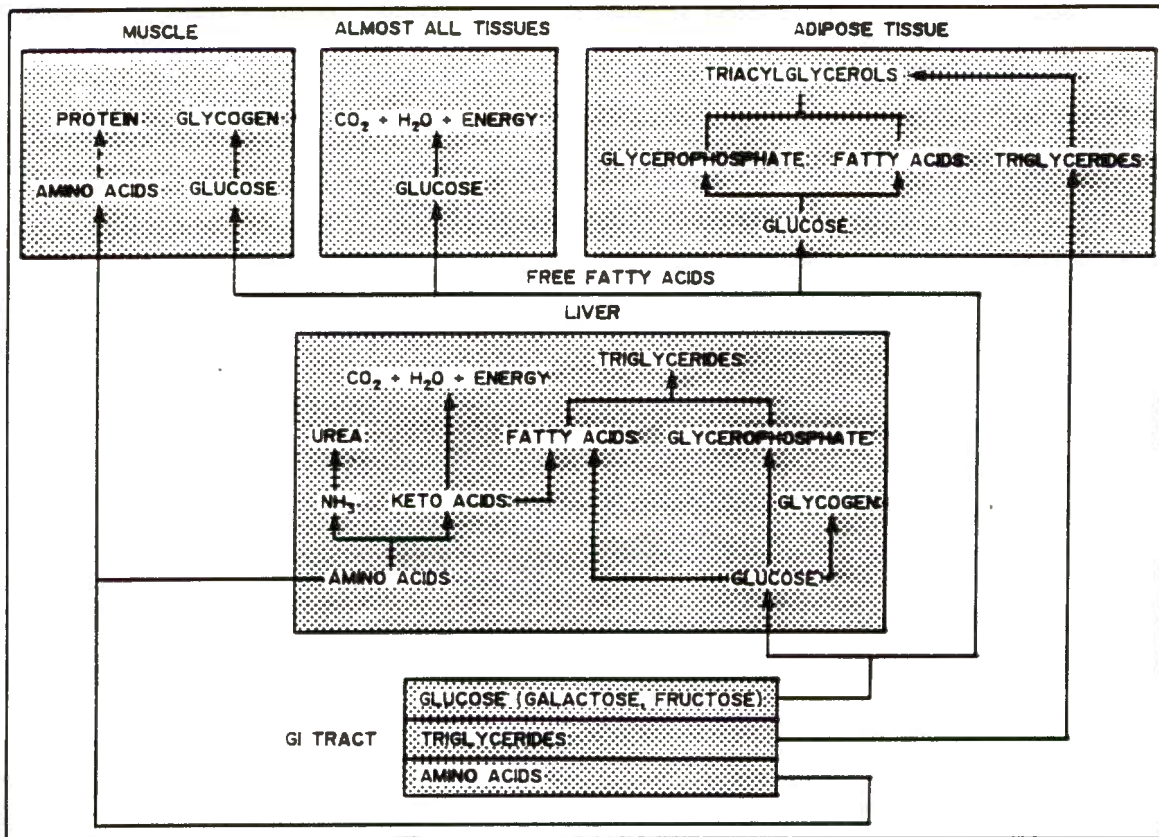 MUSCLE
ALMOST ALL TISSUES
ADIPOSE TISSUE
PROTEIN
GLYCOGEN
AMINO ACIDS
GLUCOSE
CO₂ + H₂O + ENERGY
GLUCOSE
TRIACYLGLYCEROLS
GLYCEROPHOSPHATE
FATTY ACIDS
TRIGLYCERIDES
GLUCOSE
FREE FATTY ACIDS
LIVER
TRIGLYCERIDES
CO₂ + H₂O + ENERGY
UREA
FATTY ACIDS
GLYCEROPHOSPHATE
NH₃
KETO ACIDS
GLYCOGEN
AMINO ACIDS
GLUCOSE
GI TRACT
GLUCOSE (GALACTOSE, FRUCTOSE)
TRIGLYCERIDES
AMINO ACIDS